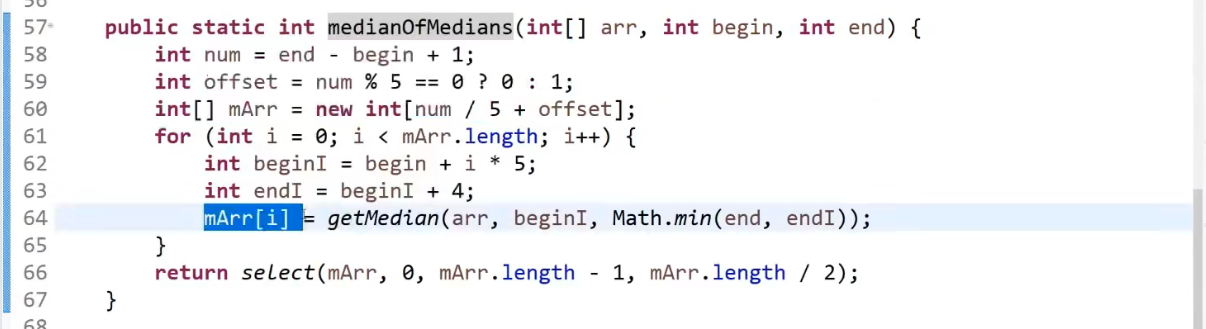 56
57 public static int medianOfMedians(int[] arr, int begin, int end) {
58 int num = end - begin + 1;
59 int offset = num % 5 == 0 ? 0 : 1;
60 int[] mArr = new int[num / 5 + offset];
61 for (int i = 0; i < mArr.length; i++) {
62 int beginI = begin + i * 5;
63 int endI = beginI + 4;
64 mArr[i] = getMedian(arr, beginI, Math.min(end, endI));
65 }
66 return select(mArr, 0, mArr.length - 1, mArr.length / 2);
67 }
68